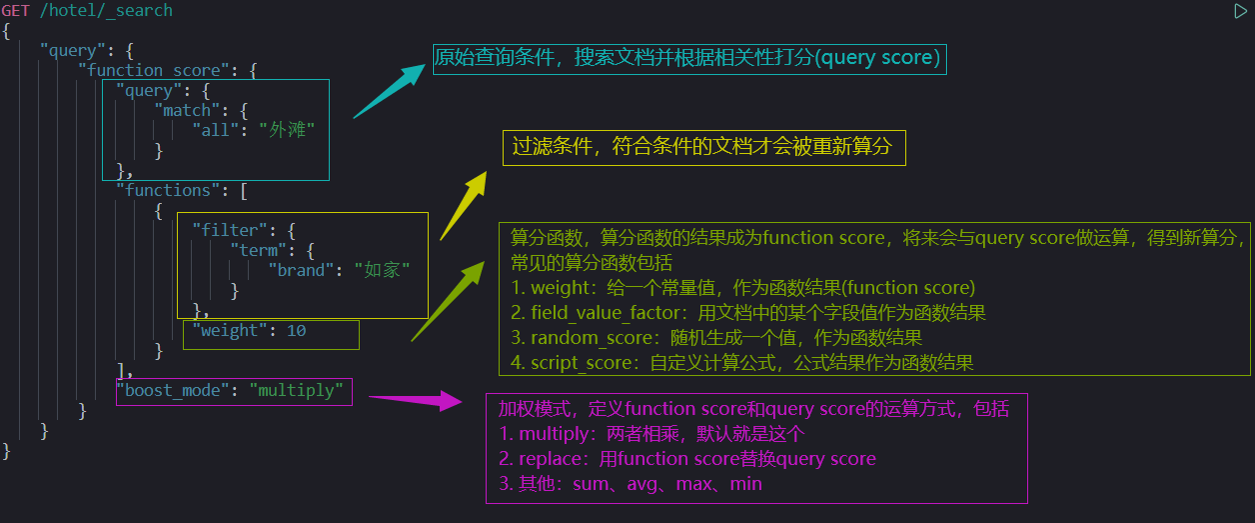 GET /hotel/_search
{
"query": {
"function_score": {
"query": {
"match": {
"all": "外滩"
}
},
"functions": [
{
"filter": {
"term": {
"brand": "如家"
}
},
"weight": 10
}
],
"boost_mode": "multiply"
}
}
}
原始查询条件，搜索文档并根据相关性打分(query score)
过滤条件，符合条件的文档才会被重新算分
算分函数，算分函数的结果成为function score，将来会与query score做运算，得到新算分，
常见的算分函数包括
1. weight：给一个常量值，作为函数结果(function score)
2. field_value_factor：用文档中的某个字段值作为函数结果
3. random_score：随机生成一个值，作为函数结果
4. script_score：自定义计算公式，公式结果作为函数结果
加权模式，定义function score和query score的运算方式，包括
1. multiply：两者相乘，默认就是这个
2. replace：用function score替换query score
3. 其他：sum、avg、max、min